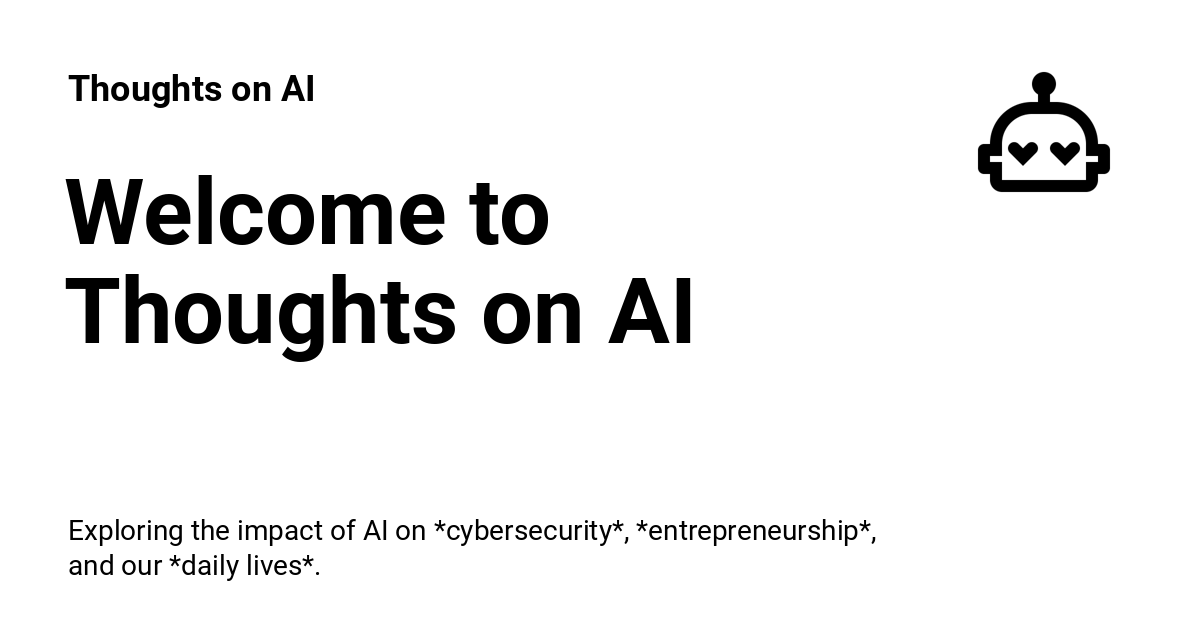 Thoughts on AI
Welcome to
Thoughts on AI
Exploring the impact of AI on *cybersecurity*, *entrepreneurship*,
and our *daily lives*.